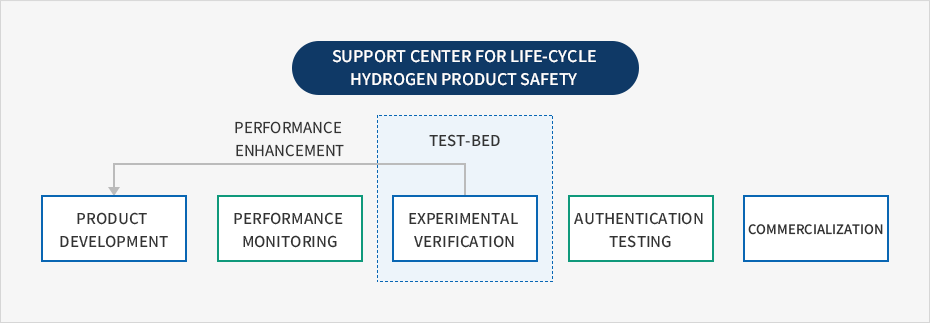 SUPPORT CENTER FOR LIFE-CYCLE
HYDROGEN PRODUCT SAFETY
PERFORMANCE
ENHANCEMENT
TEST-BED
PRODUCT
DEVELOPMENT
PERFORMANCE
MONITORING
EXPERIMENTAL
VERIFICATION
AUTHENTICATION
TESTING
COMMERCIALIZATION